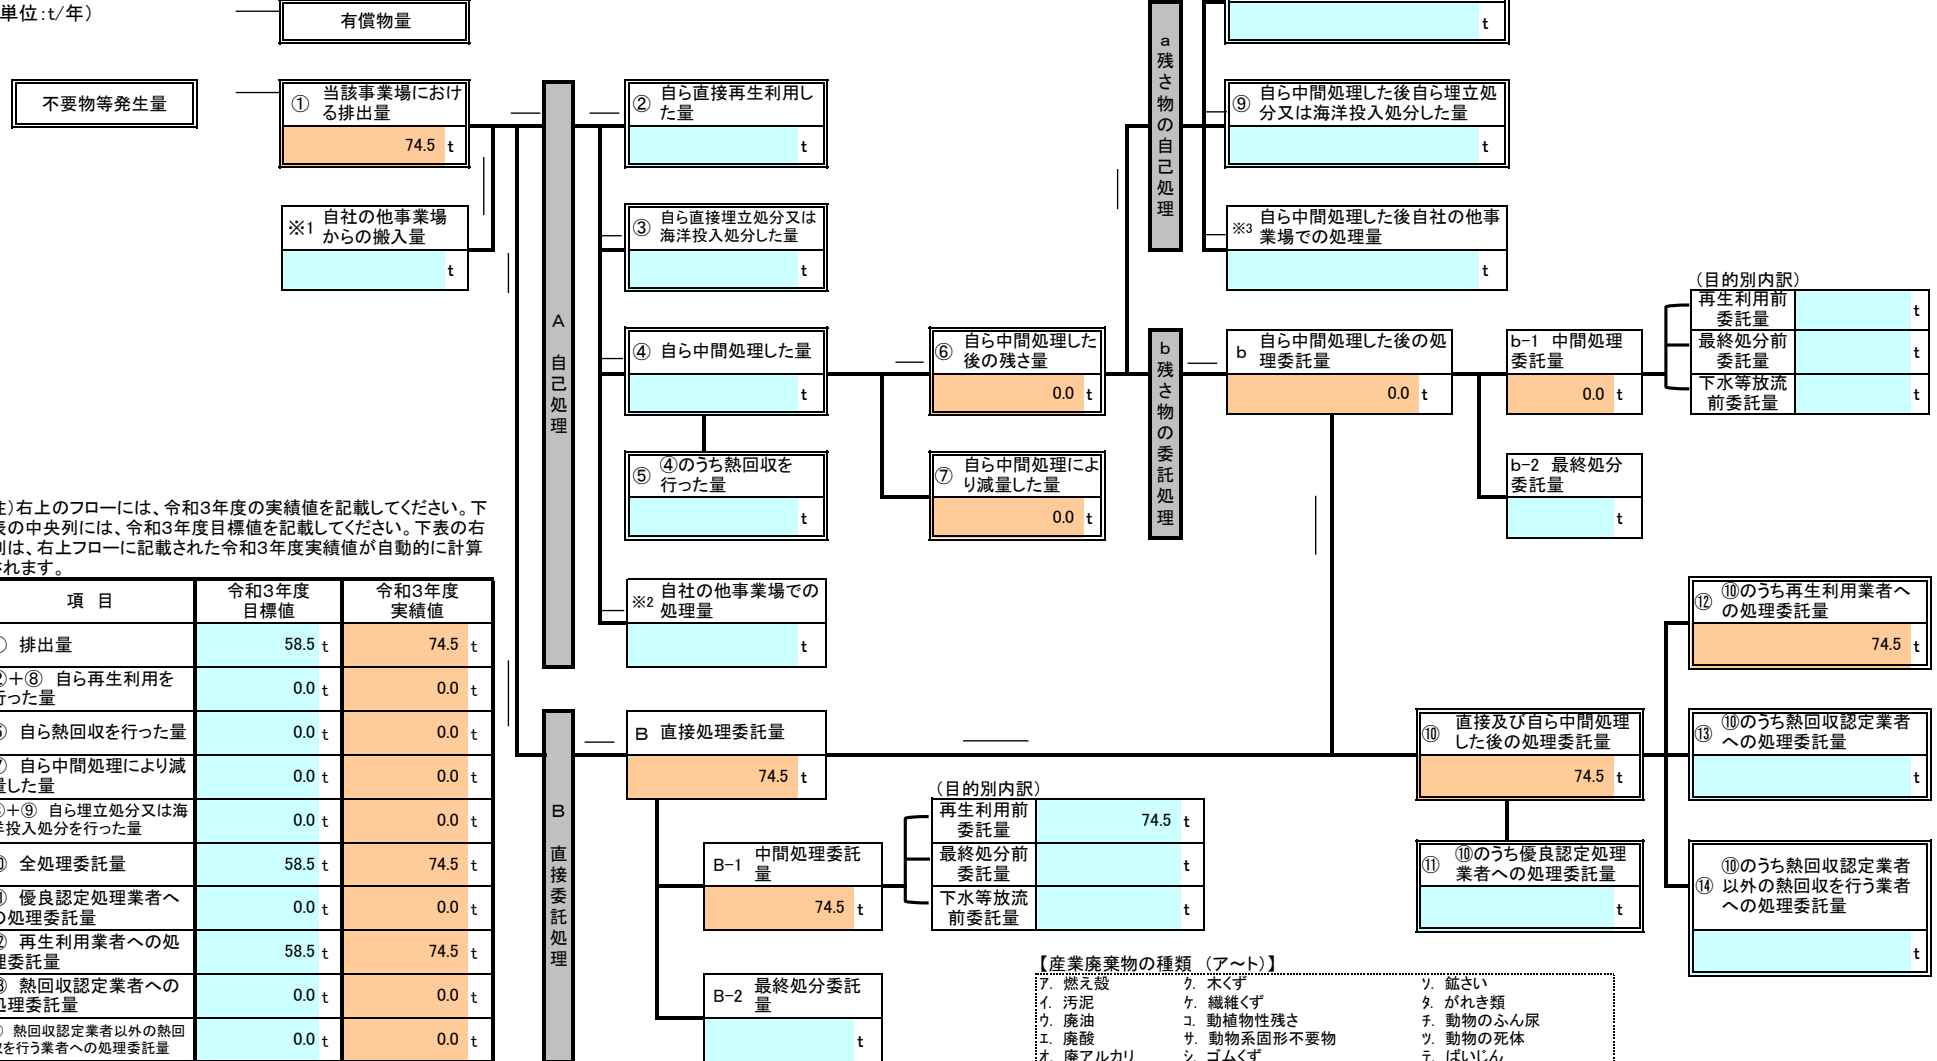 単位：t/年）
有償物量
t
不要物等発生量
① 当該事業場におけ
る排出量
74.5 t
※1 自社の他事業場
からの搬入量
t
A 自己処理
② 自ら直接再生利用し
た量
t
③ 自ら直接埋立処分又は
海洋投入処分した量
t
④ 自ら中間処理した量
t
⑤ ④のうち熱回収を
行った量
t
※2 自社の他事業場での
処理量
t
⑥ 自ら中間処理した
後の残さ量
0.0 t
⑦ 自ら中間処理によ
り減量した量
0.0 t
a 残さ物の自己処理
⑨ 自ら中間処理した後自ら埋立処
分又は海洋投入処分した量
t
※3 自ら中間処理した後自社の他事
業場での処理量
t
b 残さ物の委託処理
b 自ら中間処理した後の処
理委託量
0.0 t
b-1 中間処理
委託量
0.0 t
b-2 最終処分
委託量
t
（目的別内訳）
再生利用前
委託量
t
最終処分前
委託量
t
下水等放流
前委託量
t
注）右上のフローには、令和3年度の実績値を記載してください。下
表の中央列には、令和3年度目標値を記載してください。下表の右
列は、右上フローに記載された令和3年度実績値が自動的に計算
されます。
項 目
令和3年度
目標値
令和3年度
実績値
① 排出量 58.5 t 74.5 t
②＋⑧ 自ら再生利用を
行った量 0.0 t 0.0 t
⑤ 自ら熱回収を行った量 0.0 t 0.0 t
⑦ 自ら中間処理により減
量した量 0.0 t 0.0 t
③＋⑨ 自ら埋立処分又は海
洋投入処分を行った量 0.0 t 0.0 t
⑩ 全処理委託量 58.5 t 74.5 t
⑪ 優良認定処理業者へ
の処理委託量 0.0 t 0.0 t
⑫ 再生利用業者への処
理委託量 58.5 t 74.5 t
⑬ 熱回収認定業者への
処理委託量 0.0 t 0.0 t
⑭ 熱回収認定業者以外の熱回
収を行う業者への処理委託量 0.0 t 0.0 t
B 直接委託処理
B 直接処理委託量
74.5 t
B-1 中間処理委託
量
74.5 t
B-2 最終処分委託
量
t
（目的別内訳）
再生利用前
委託量
74.5 t
最終処分前
委託量
t
下水等放流
前委託量
t
⑩ 直接及び自ら中間処理
した後の処理委託量
74.5 t
⑪ ⑩のうち優良認定処理
業者への処理委託量
t
⑫ ⑩のうち再生利用業者へ
の処理委託量
74.5 t
⑬ ⑩のうち熱回収認定業者
への処理委託量
t
⑭ ⑩のうち熱回収認定業者
以外の熱回収を行う業者
への処理委託量
t
【産業廃棄物の種類 （ア～ト）】
ｱ. 燃え殻 ｸ. 木くず ｿ. 鉱さい
ｲ. 汚泥 ｹ. 繊維くず ﾀ. がれき類
ｳ. 廃油 ｺ. 動植物性残さ ﾁ. 動物のふん尿
ｴ. 廃酸 ｻ. 動物系固形不要物 ﾂ. 動物の死体
ｵ. 廃アルカリ ｼ. ゴムくず ﾃ. ばいじん